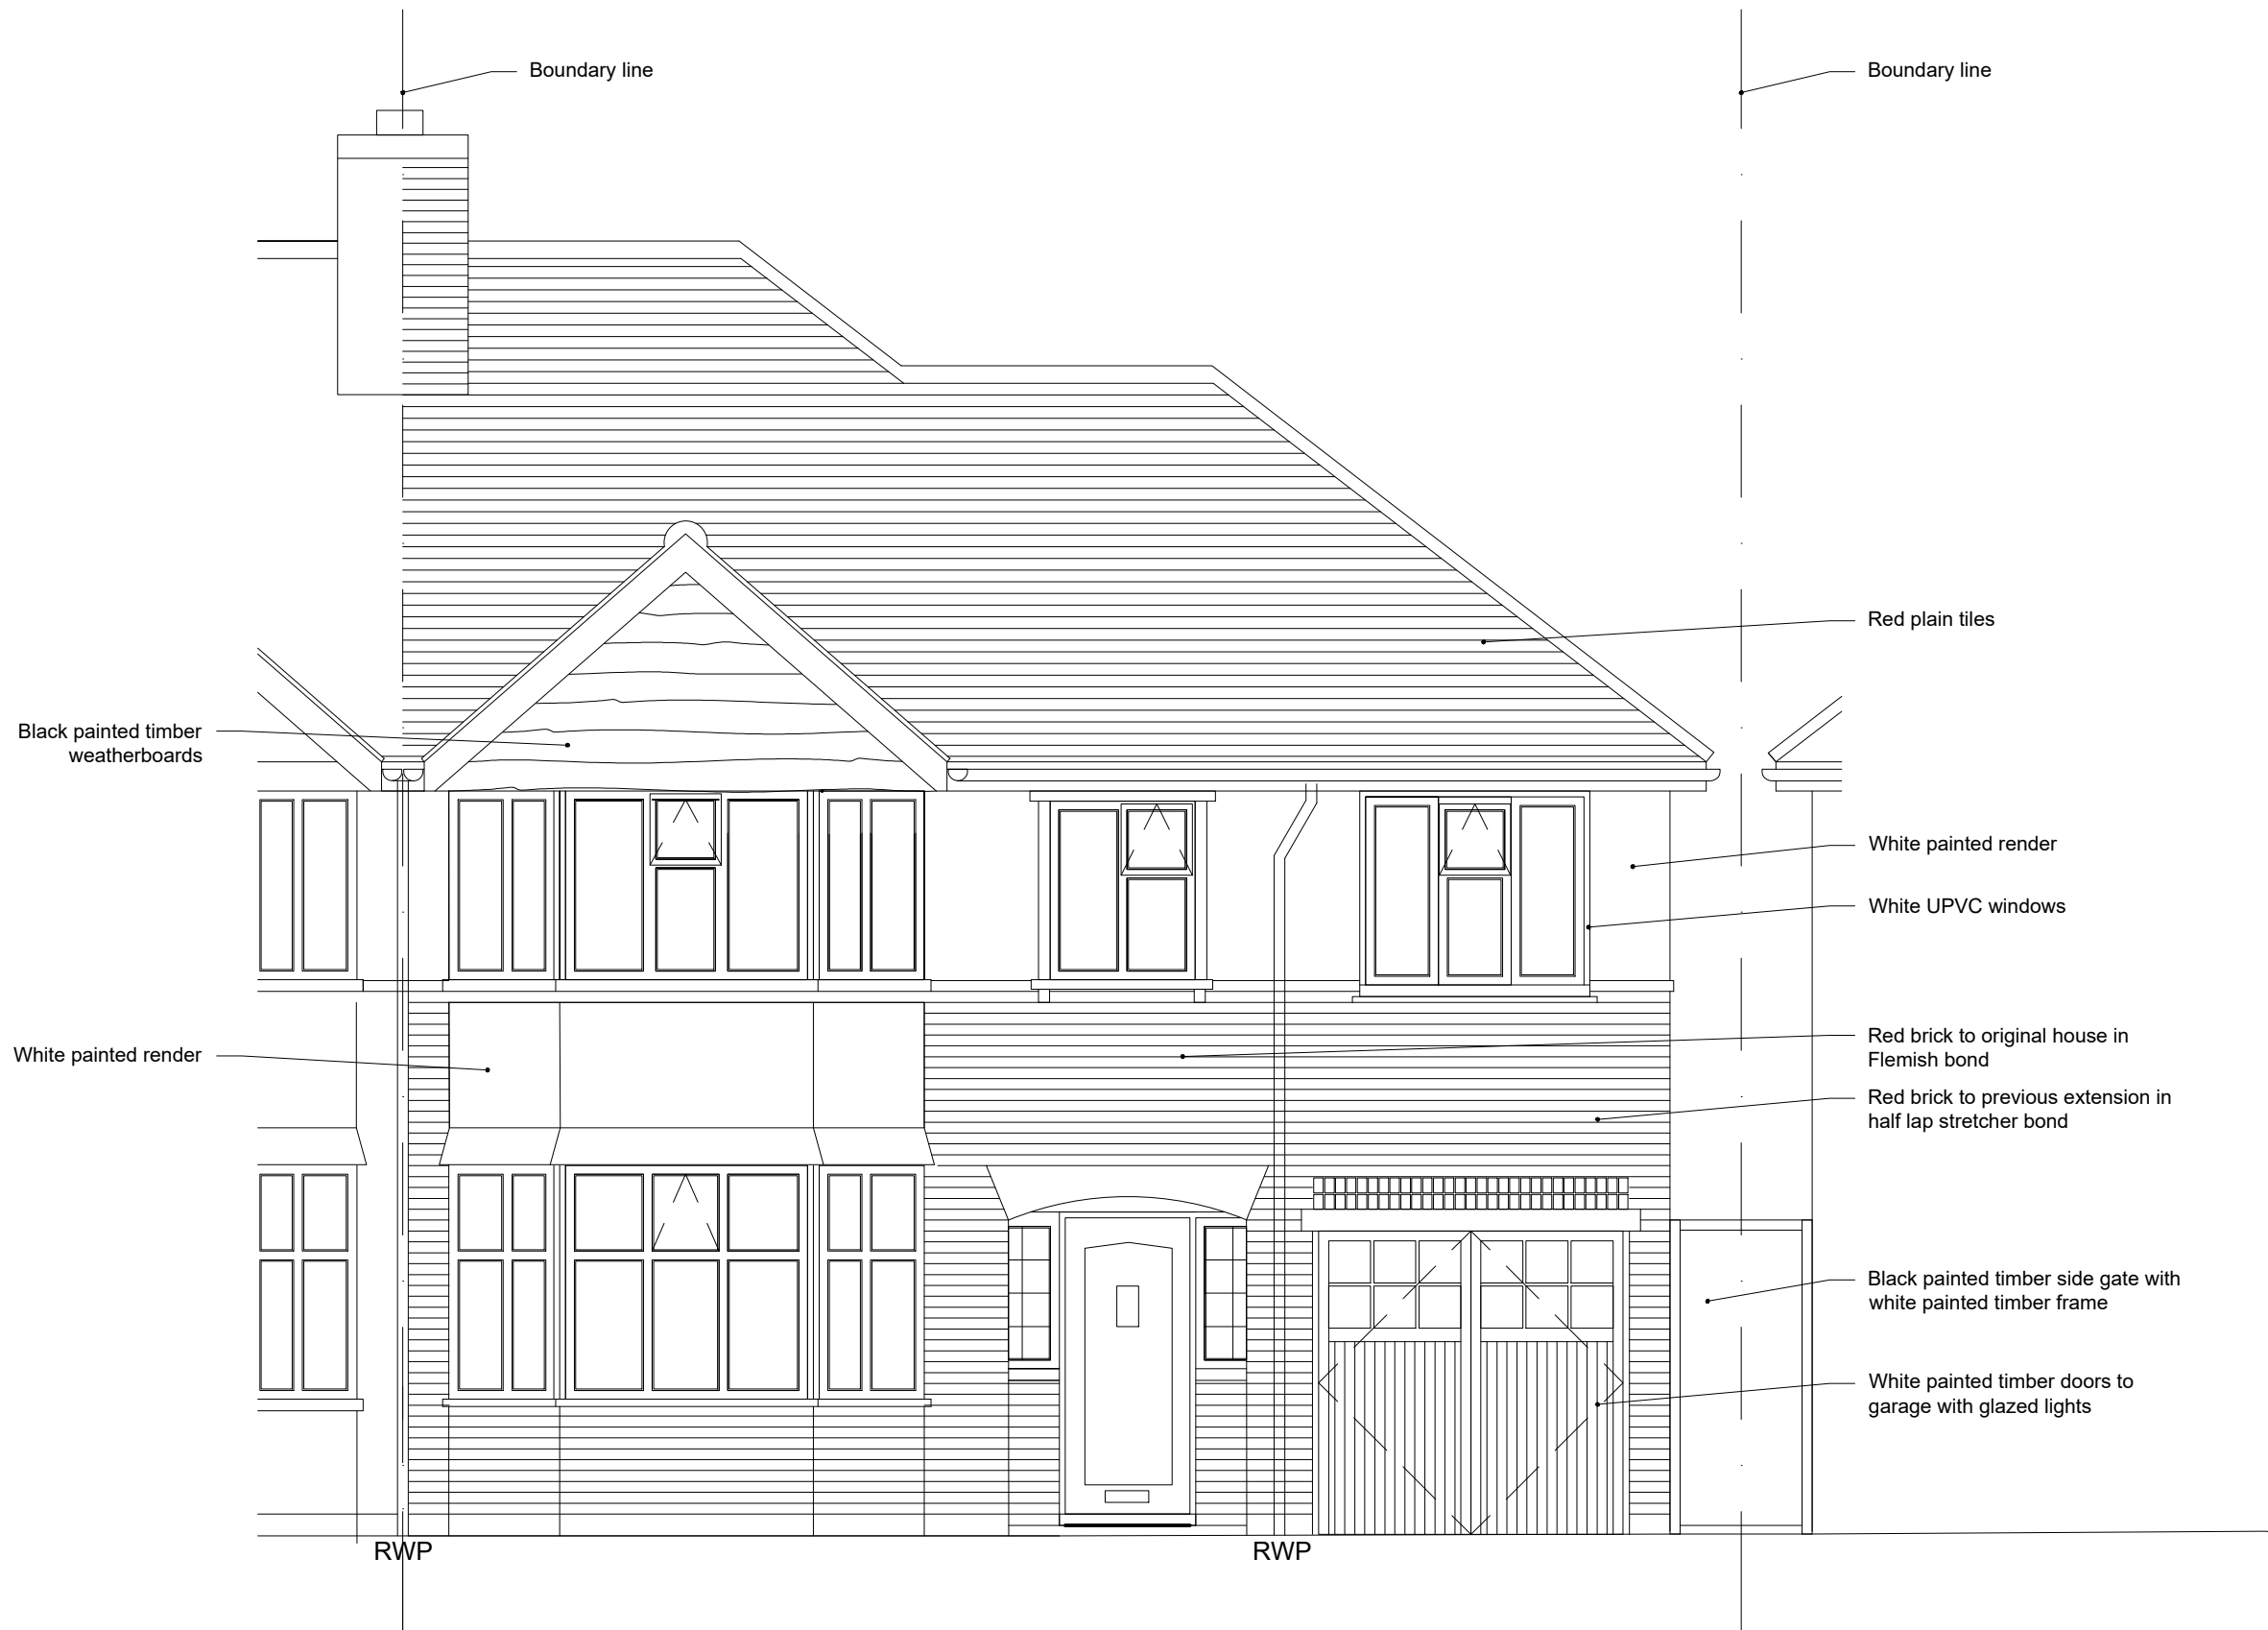 Boundary line
Boundary line
Red plain tiles
Black painted timber
weatherboards
White painted render
White UPVC windows
White painted render
Red brick to original house in
Flemish bond
Red brick to previous extension in
half lap stretcher bond
Black painted timber side gate with
white painted timber frame
White painted timber doors to
garage with glazed lights
RWP
RWP